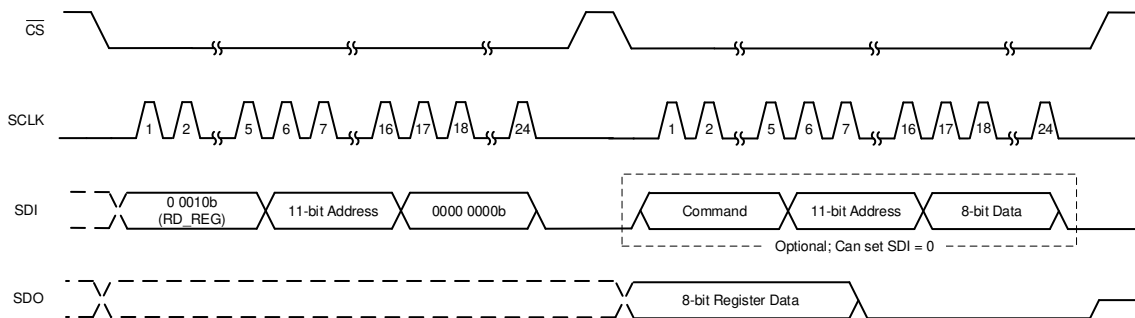 CS
SCLK
1 2 5 6 7 16 17 18 24 1 2 5 6 7 16 17 18 24
SDI
0 0010b
(RD_REG)
11-bit Address
0000 0000b
Command
11-bit Address
8-bit Data
Optional; Can set SDI = 0
SDO
8-bit Register Data